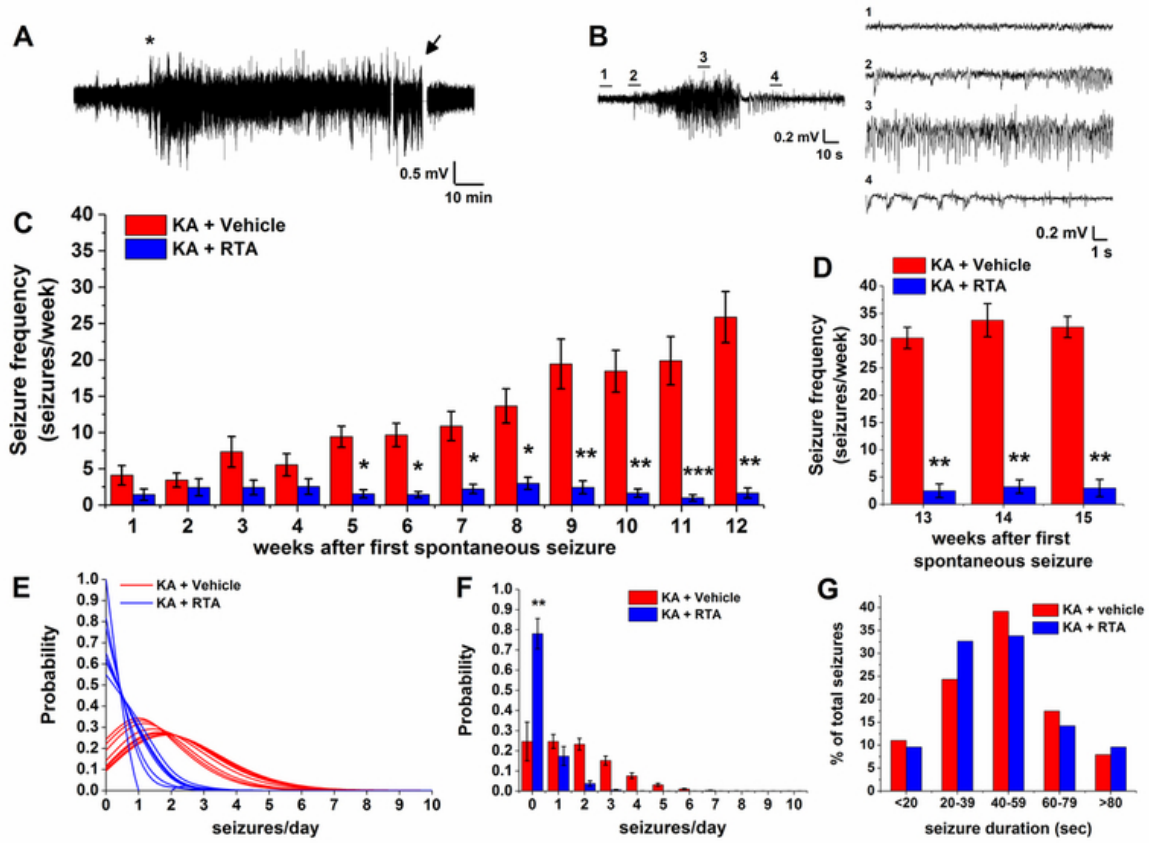 A
*
0.5 mV
10 min
B
1
2
3
4
0.2 mV
10 s
1
2
3
4
0.2 mV
1 s
C
KA + Vehicle
KA + RTA
Seizure frequency
(seizures/week)
40
35
30
25
20
15
10
5
0
* * * * ** ** *** **
1 2 3 4 5 6 7 8 9 10 11 12
weeks after first spontaneous seizure
D
KA + Vehicle
KA + RTA
Seizure frequency
(seizures/week)
40
35
30
25
20
15
10
5
0
** ** **
13 14 15
weeks after first
spontaneous seizure
E
KA + Vehicle
KA + RTA
Probability
1.0
0.9
0.8
0.7
0.6
0.5
0.4
0.3
0.2
0.1
0.0
0 1 2 3 4 5 6 7 8 9 10
seizures/day
F
KA + Vehicle
KA + RTA
Probability
1.0
0.9
0.8
0.7
0.6
0.5
0.4
0.3
0.2
0.1
0.0
**
0 1 2 3 4 5 6 7 8 9 10
seizures/day
G
KA + vehicle
KA + RTA
% of total seizures
40
35
30
25
20
15
10
5
0
<20 20-39 40-59 60-79 >80
seizure duration (sec)